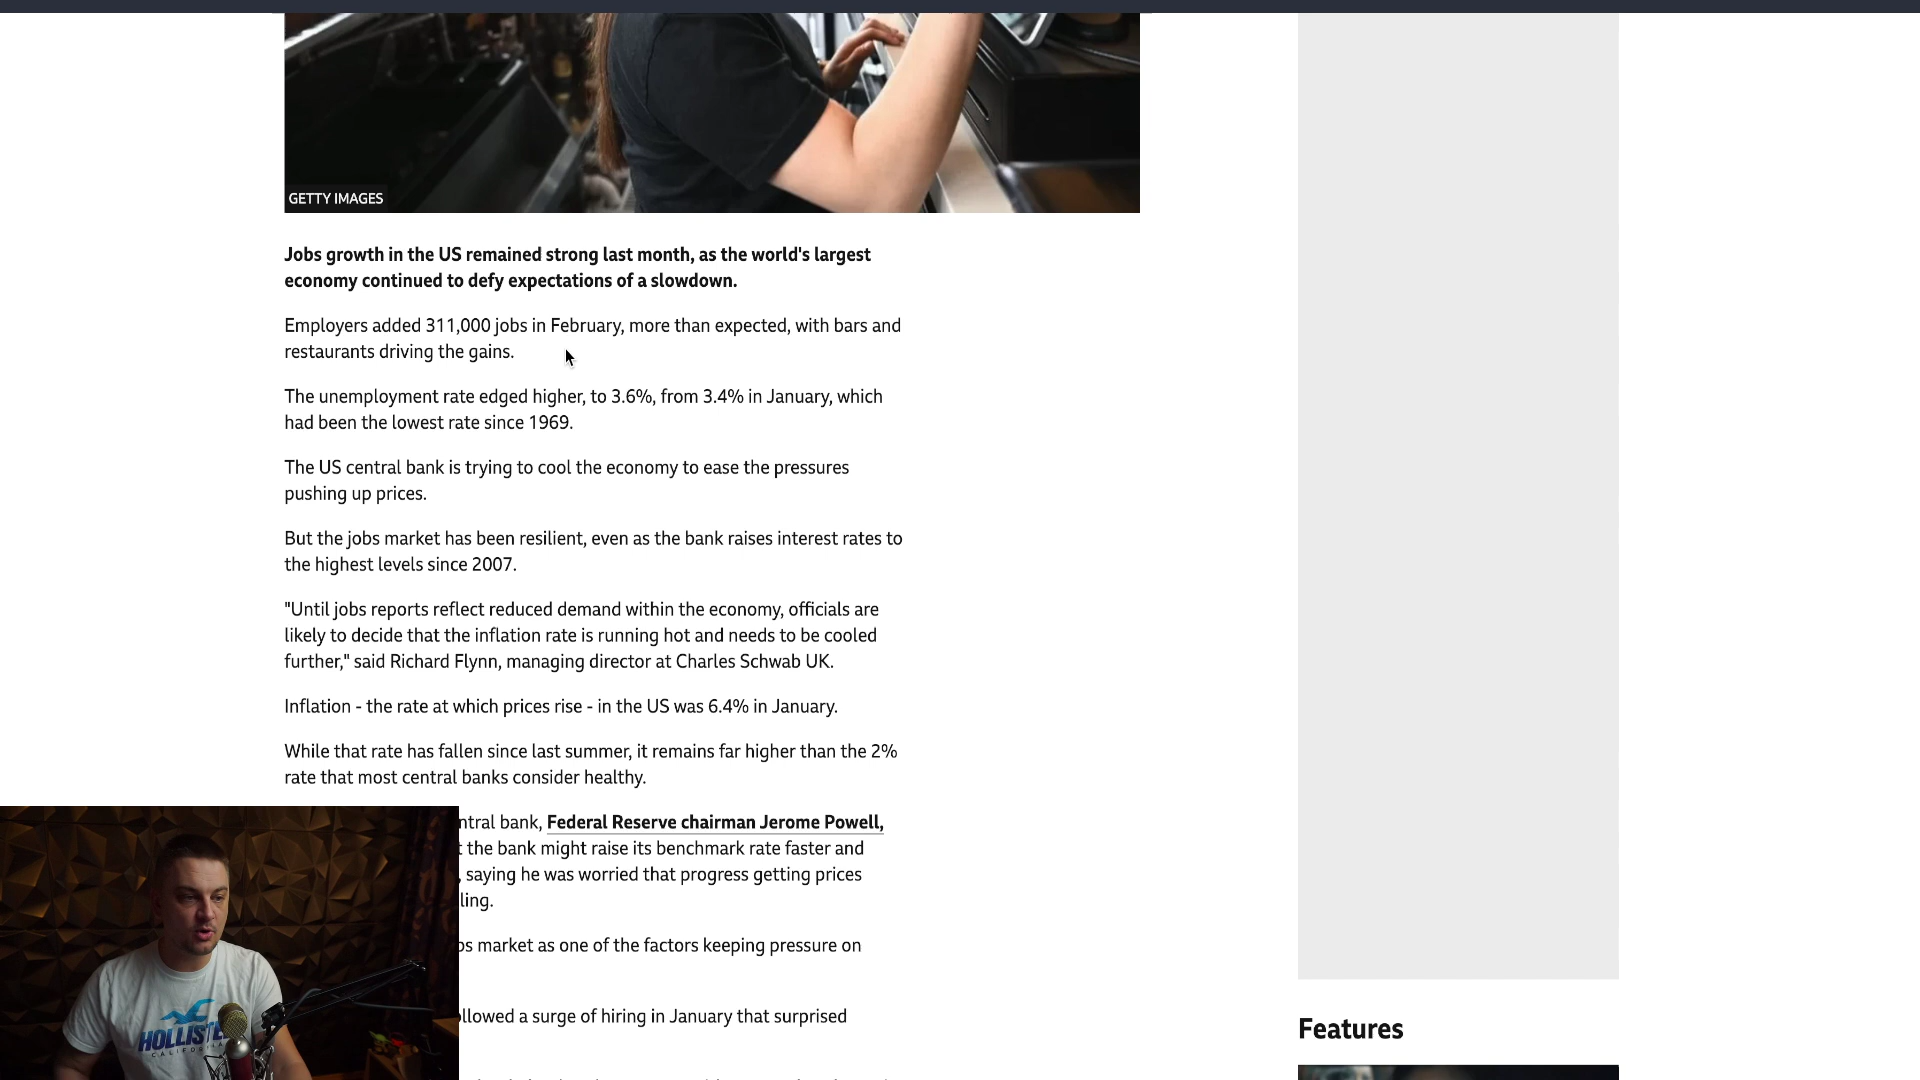 GETTY IMAGES
Jobs growth in the US remained strong last month, as the world's largest
economy continued to defy expectations of a slowdown.
Employers added 311,000 jobs in February, more than expected, with bars and
restaurants driving the gains.
The unemployment rate edged higher, to 3.6%, from 3.4% in January, which
had been the lowest rate since 1969.
The US central bank is trying to cool the economy to ease the pressures
pushing up prices.
But the jobs market has been resilient, even as the bank raises interest rates to
the highest levels since 2007.
"Until jobs reports reflect reduced demand within the economy, officials are
likely to decide that the inflation rate is running hot and needs to be cooled
further," said Richard Flynn, managing director at Charles Schwab UK.
Inflation - the rate at which prices rise - in the US was 6.4% in January.
While that rate has fallen since last summer, it remains far higher than the 2%
rate that most central banks consider healthy.
bank, Federal Reserve chairman Jerome Powell,
the bank might raise its benchmark rate faster and
saying he was worried that progress getting prices
market as one of the factors keeping pressure on
a surge of hiring in January that surprised
Features
CALIFORNIA